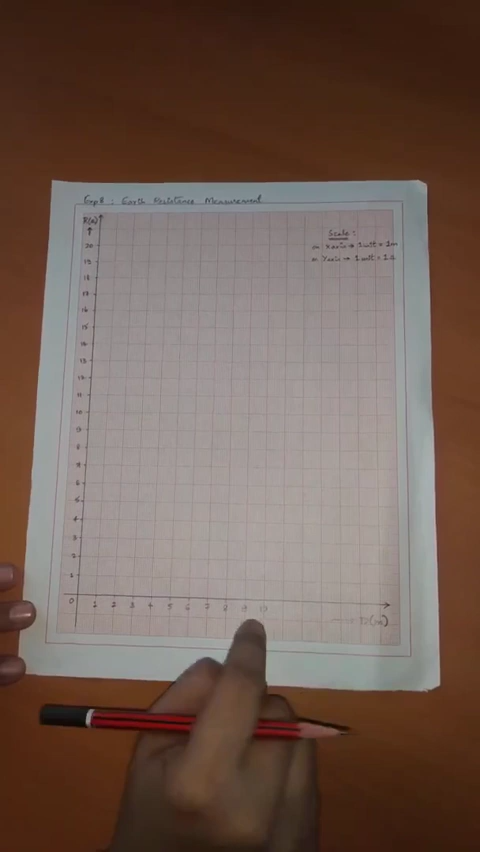 Exp 8 : Earth Resistance Measurement
R(Ω)
Scale :
on X axis → 1 unit = 1m
on Y axis → 1 unit = 1 Ω
20
19
18
17
16
15
14
13
12
11
10
9
8
7
6
5
4
3
2
1
0 1 2 3 4 5 6 7 8 9 10
D(m)